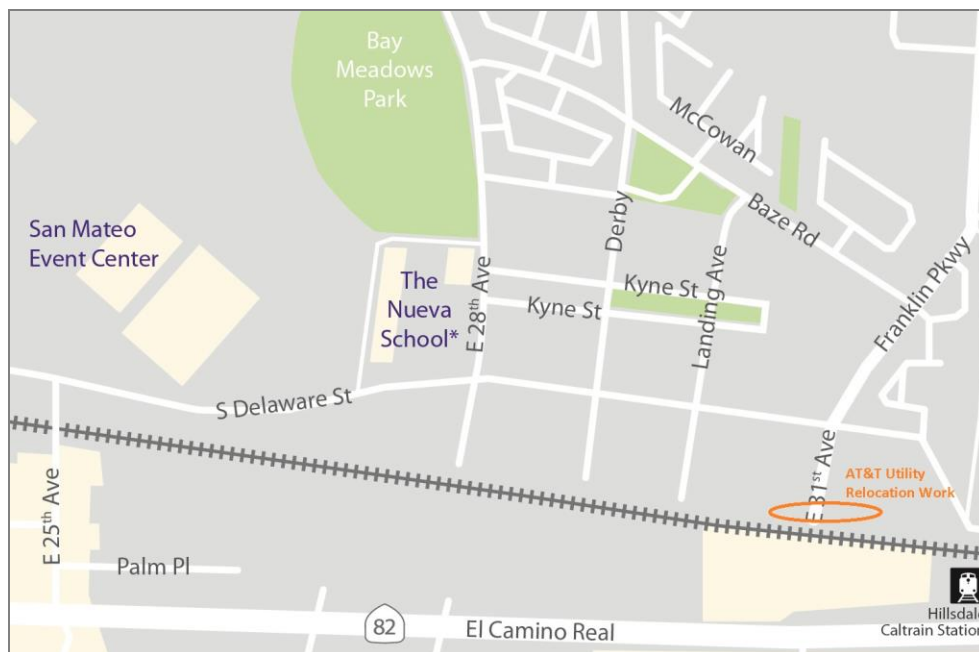 Bay
Meadows
Park
McCowan
San Mateo
Event Center
Derby
Baze Rd
The
Nueva
School*
E 28th Ave
Kyne St
Kyne St
Landing Ave
Franklin Pkwy
S Delaware St
E 25th Ave
E 31st Ave
AT&T Utility
Relocation Work
Palm Pl
82
El Camino Real
Hillsdale
Caltrain Station